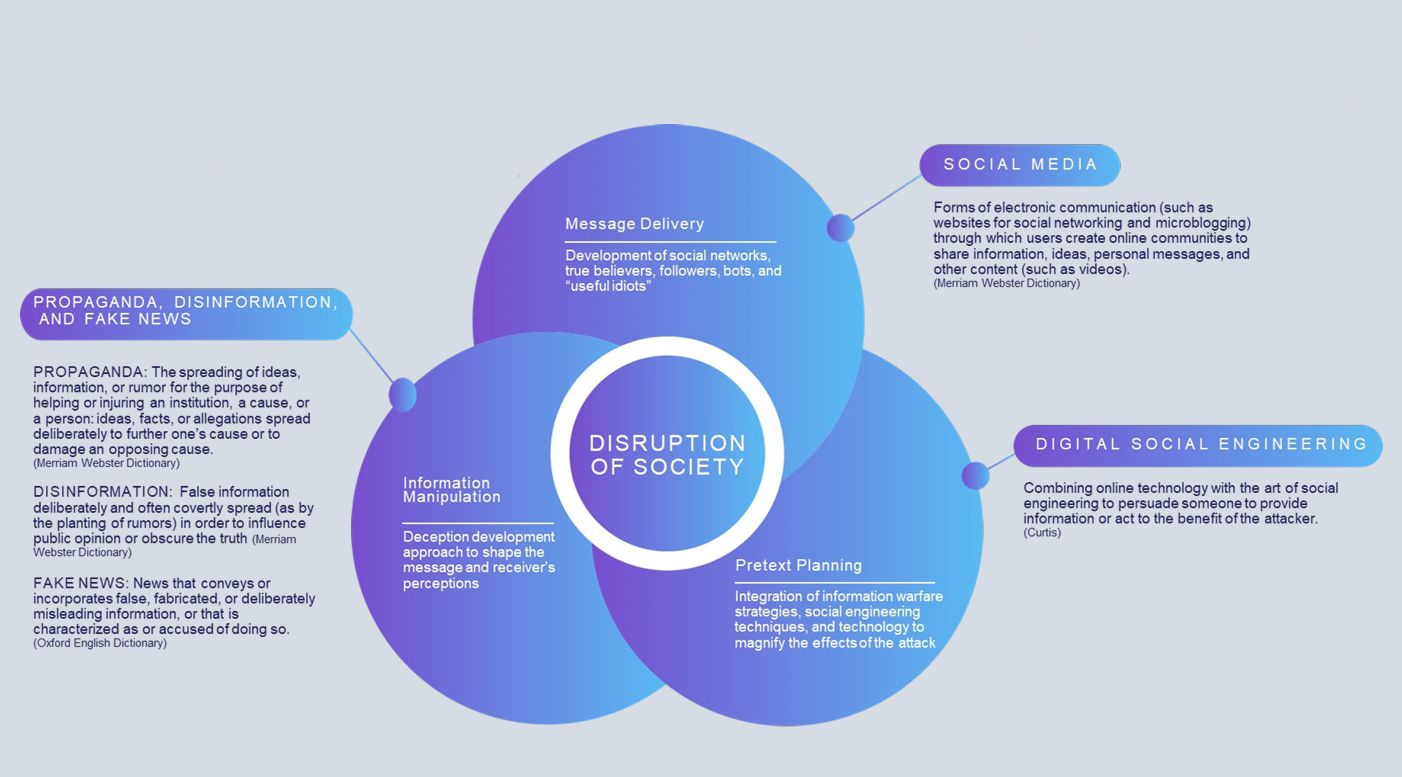 SOCIAL MEDIA
Forms of electronic communication (such as
websites for social networking and microblogging)
through which users create online communities to
share information, ideas, personal messages, and
other content (such as videos).
(Merriam Webster Dictionary)
Message Delivery
Development of social networks,
true believers, followers, bots, and
“useful idiots”
PROPAGANDA, DISINFORMATION,
AND FAKE NEWS
PROPAGANDA: The spreading of ideas,
information, or rumor for the purpose of
helping or injuring an institution, a cause, or
a person: ideas, facts, or allegations spread
deliberately to further one’s cause or to
damage an opposing cause.
(Merriam Webster Dictionary)
DISINFORMATION: False information
deliberately and often covertly spread (as by
the planting of rumors) in order to influence
public opinion or obscure the truth (Merriam
Webster Dictionary)
FAKE NEWS: News that conveys or
incorporates false, fabricated, or deliberately
misleading information, or that is
characterized as or accused of doing so.
(Oxford English Dictionary)
Information
Manipulation
Deception development
approach to shape the
message and receiver’s
perceptions
DISRUPTION
OF SOCIETY
Pretext Planning
Integration of information warfare
strategies, social engineering
techniques, and technology to
magnify the effects of the attack
DIGITAL SOCIAL ENGINEERING
Combining online technology with the art of social
engineering to persuade someone to provide
information or act to the benefit of the attacker.
(Curtis)